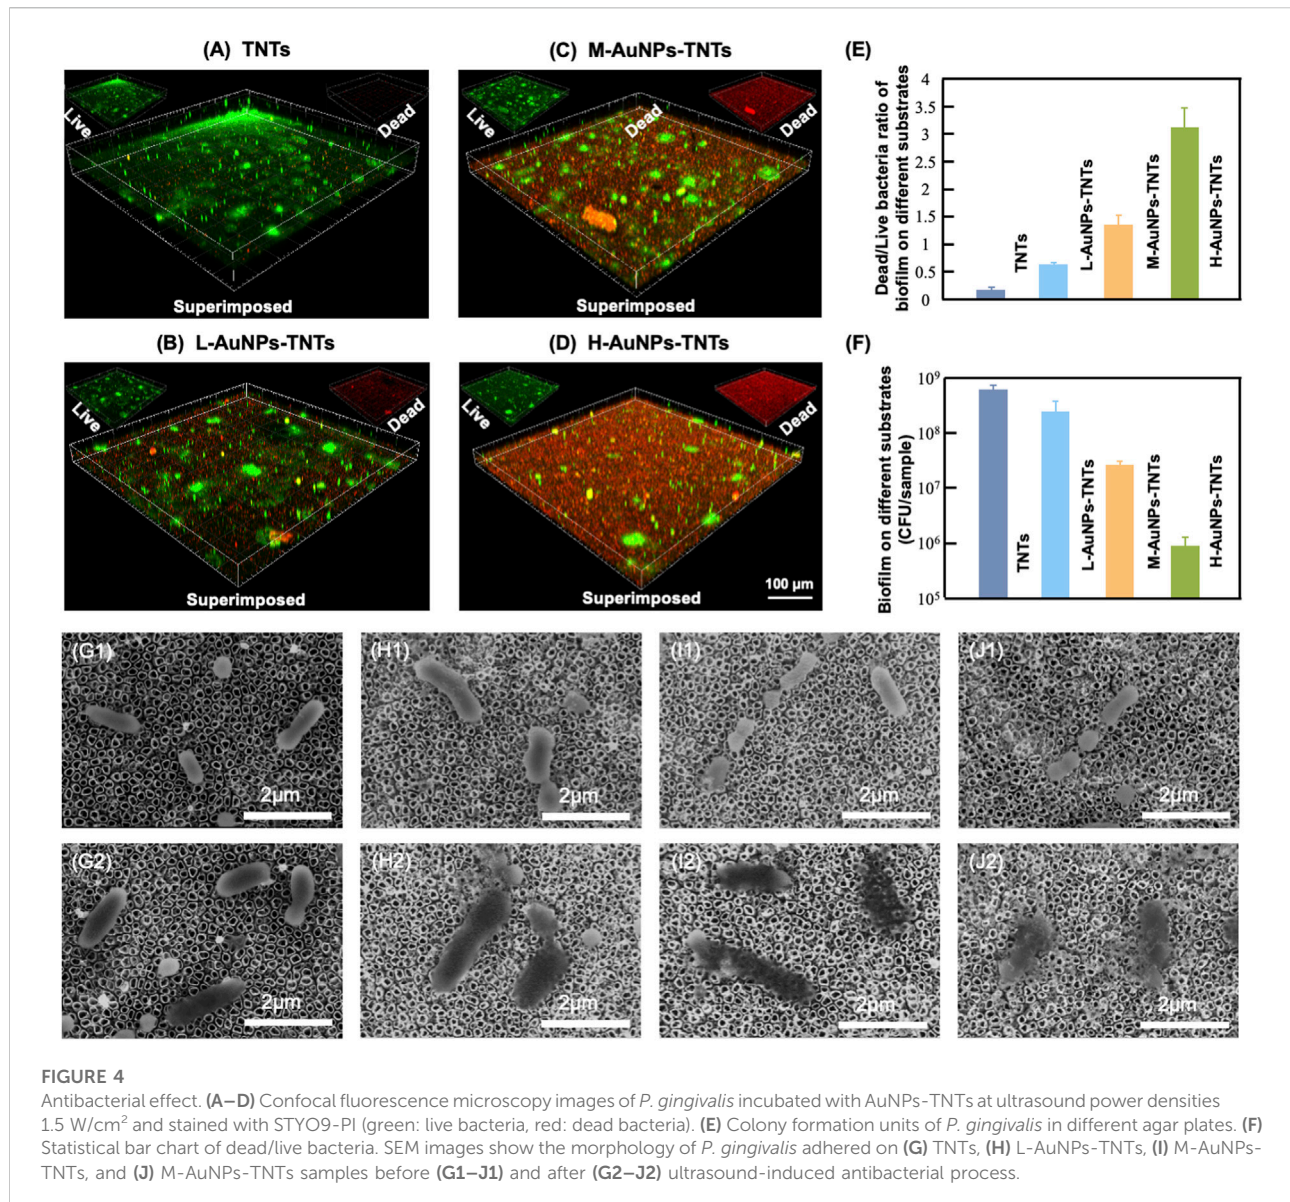 (A) TNTs
Live
Dead
Superimposed
(C) M-AuNPs-TNTs
Live
Dead
Dead
Superimposed
(E)
Dead/Live bacteria ratio of
biofilm on different substrates
4
3.5
3
2.5
2
1.5
1
0.5
0
TNTs
L-AuNPs-TNTs
M-AuNPs-TNTs
H-AuNPs-TNTs
(B) L-AuNPs-TNTs
Live
Dead
Superimposed
(D) H-AuNPs-TNTs
Live
Dead
Superimposed
100 μm
(F)
Biofilm on different substrates
(CFU/sample)
10⁹
10⁸
10⁷
10⁶
10⁵
TNTs
L-AuNPs-TNTs
M-AuNPs-TNTs
H-AuNPs-TNTs
(G1)
2μm
(H1)
2μm
(I1)
2μm
(J1)
2μm
(G2)
2μm
(H2)
2μm
(I2)
2μm
(J2)
2μm
FIGURE 4
Antibacterial effect. (A–D) Confocal fluorescence microscopy images of P. gingivalis incubated with AuNPs-TNTs at ultrasound power densities
1.5 W/cm² and stained with STYO9-PI (green: live bacteria, red: dead bacteria). (E) Colony formation units of P. gingivalis in different agar plates. (F)
Statistical bar chart of dead/live bacteria. SEM images show the morphology of P. gingivalis adhered on (G) TNTs, (H) L-AuNPs-TNTs, (I) M-AuNPs-
TNTs, and (J) M-AuNPs-TNTs samples before (G1–J1) and after (G2–J2) ultrasound-induced antibacterial process.